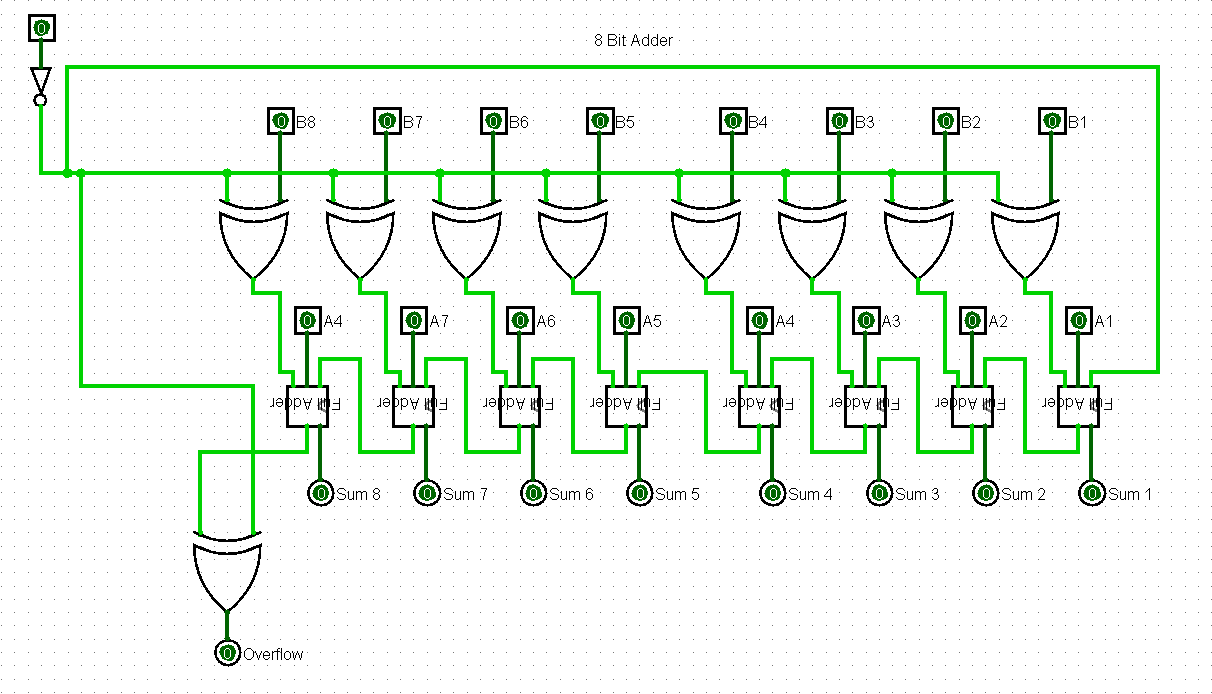 0
8 Bit Adder
0 B8 0 B7 0 B6 0 B5 0 B4 0 B3 0 B2 0 B1
0 A4 0 A7 0 A6 0 A5 0 A4 0 A3 0 A2 0 A1
Full Adder Full Adder Full Adder Full Adder Full Adder Full Adder Full Adder Full Adder
0 Sum 8 0 Sum 7 0 Sum 6 0 Sum 5 0 Sum 4 0 Sum 3 0 Sum 2 0 Sum 1
0 Overflow